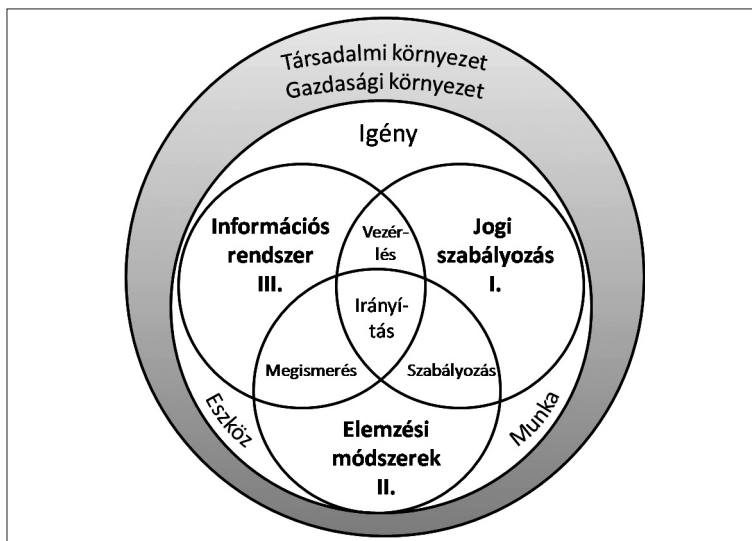 Társadalmi környezet
Gazdasági környezet
Igény
Információs
rendszer
III.
Vezér-
lés
Jogi
szabályozás
I.
Irányí-
tás
Megismerés
Szabályozás
Eszköz
Elemzési
módszerek
II.
Munka